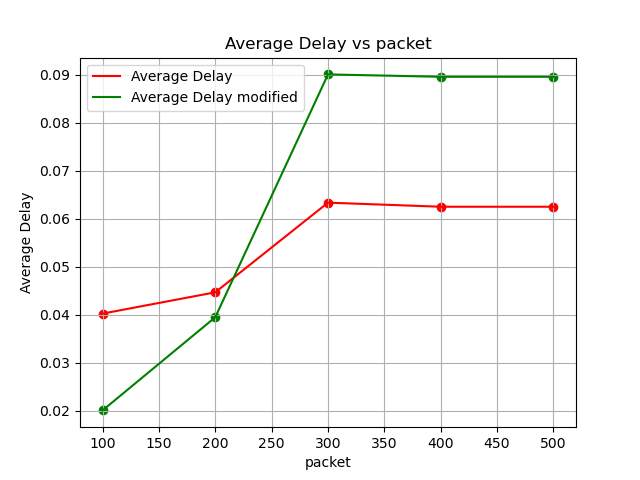 Average Delay vs packet
Average Delay
Average Delay modified
0.09
0.08
0.07
0.06
0.05
0.04
0.03
0.02
Average Delay
100 150 200 250 300 350 400 450 500
packet